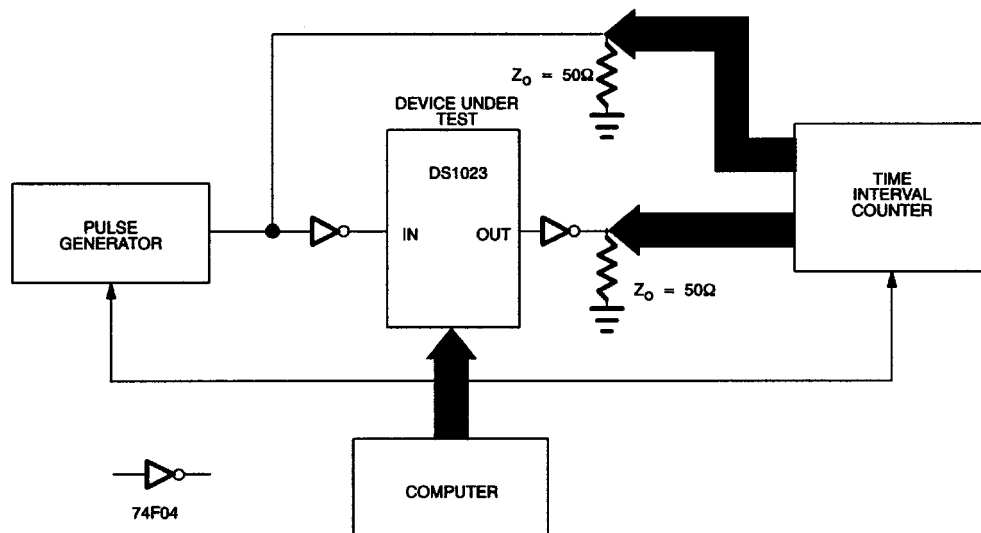 Z₀ = 50Ω
DEVICE UNDER
TEST
DS1023
TIME
INTERVAL
COUNTER
PULSE
GENERATOR
IN
OUT
Z₀ = 50Ω
COMPUTER
74F04